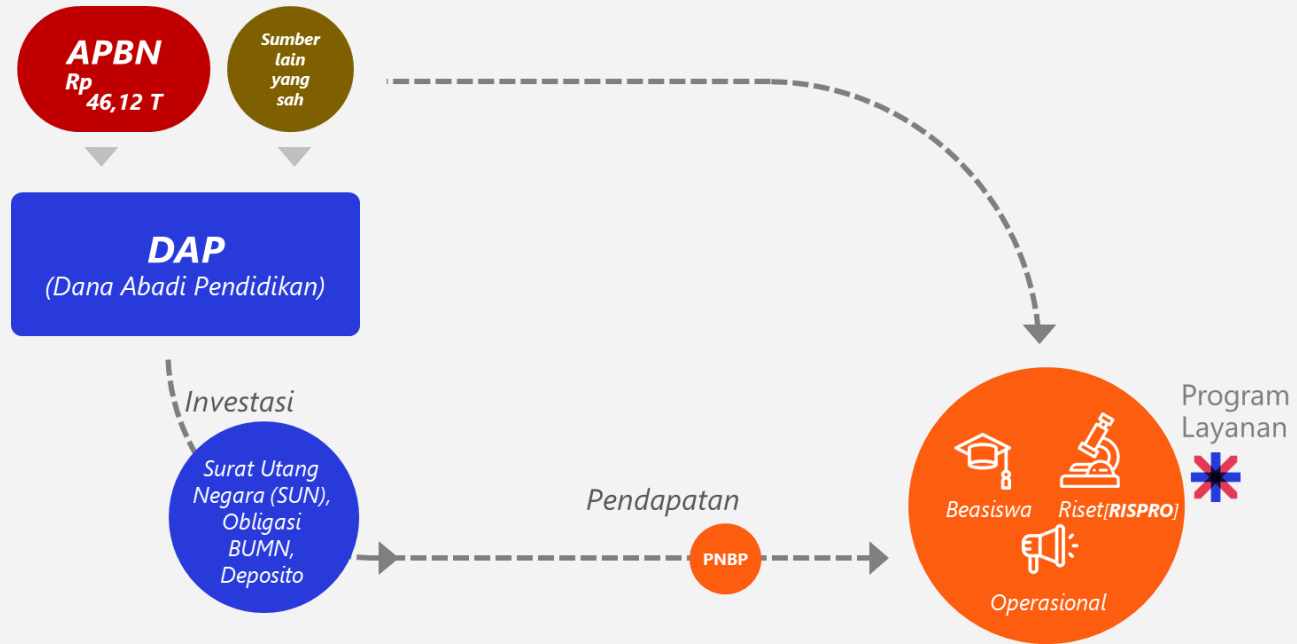 APBN
Rp
46,12 T
Sumber
lain
yang
sah
DAP
(Dana Abadi Pendidikan)
Investasi
Surat Utang
Negara (SUN),
Obligasi
BUMN,
Deposito
Pendapatan
PNBP
Program
Layanan
Beasiswa
Riset[RISPRO]
Operasional